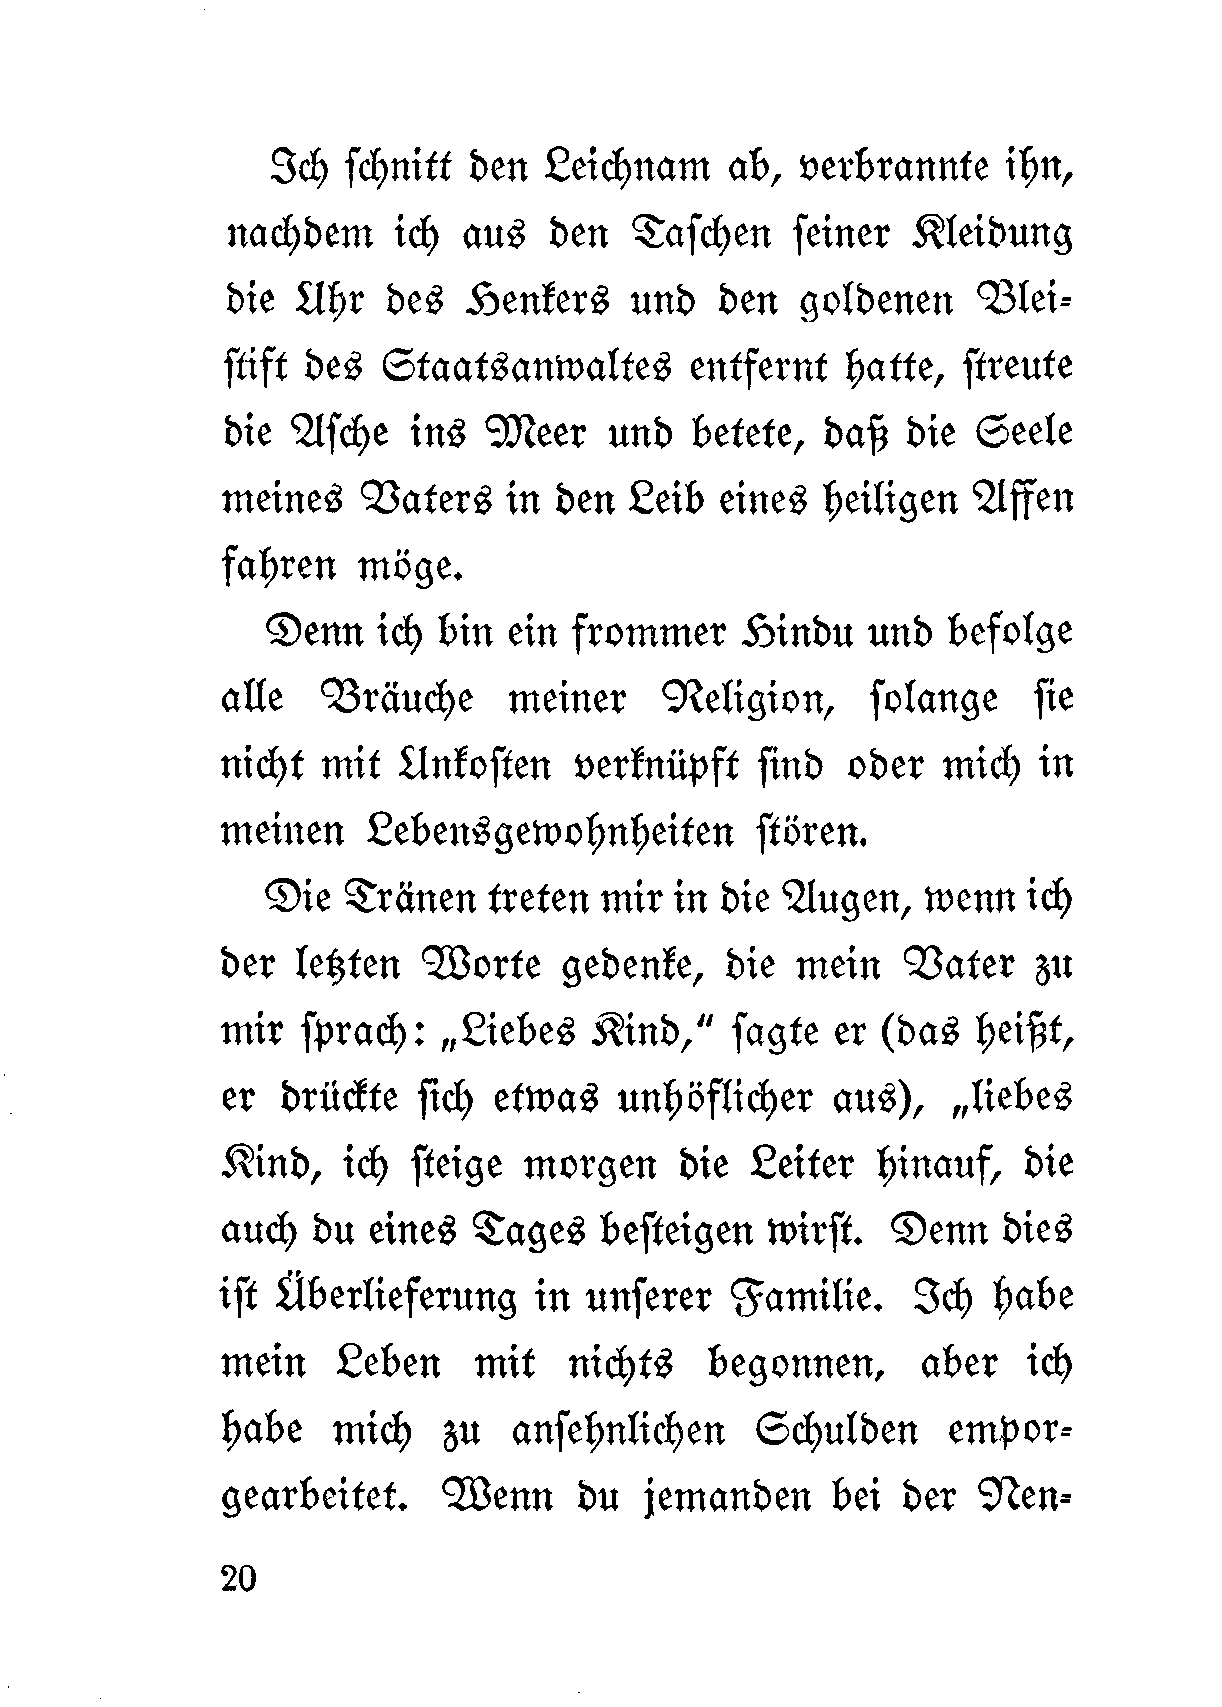 Ich schnitt den Leichnam ab, verbrannte ihn,
nachdem ich aus den Taschen seiner Kleidung
die Uhr des Henkers und den goldenen Blei-
stift des Staatsanwaltes entfernt hatte, streute
die Asche ins Meer und betete, daß die Seele
meines Vaters in den Leib eines heiligen Affen
fahren möge.
Denn ich bin ein frommer Hindu und befolge
alle Bräuche meiner Religion, solange sie
nicht mit Unkosten verknüpft sind oder mich in
meinen Lebensgewohnheiten stören.
Die Tränen treten mir in die Augen, wenn ich
der letzten Worte gedenke, die mein Vater zu
mir sprach: „Liebes Kind,“ sagte er (das heißt,
er drückte sich etwas unhöflicher aus), „liebes
Kind, ich steige morgen die Leiter hinauf, die
auch du eines Tages besteigen wirst. Denn dies
ist Überlieferung in unserer Familie. Ich habe
mein Leben mit nichts begonnen, aber ich
habe mich zu ansehnlichen Schulden empor-
gearbeitet. Wenn du jemanden bei der Nen-
20